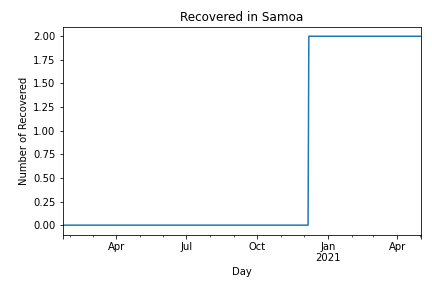 Recovered in Samoa
Number of Recovered
2.00
1.75
1.50
1.25
1.00
0.75
0.50
0.25
0.00
Apr Jul Oct Jan Apr
2021
Day